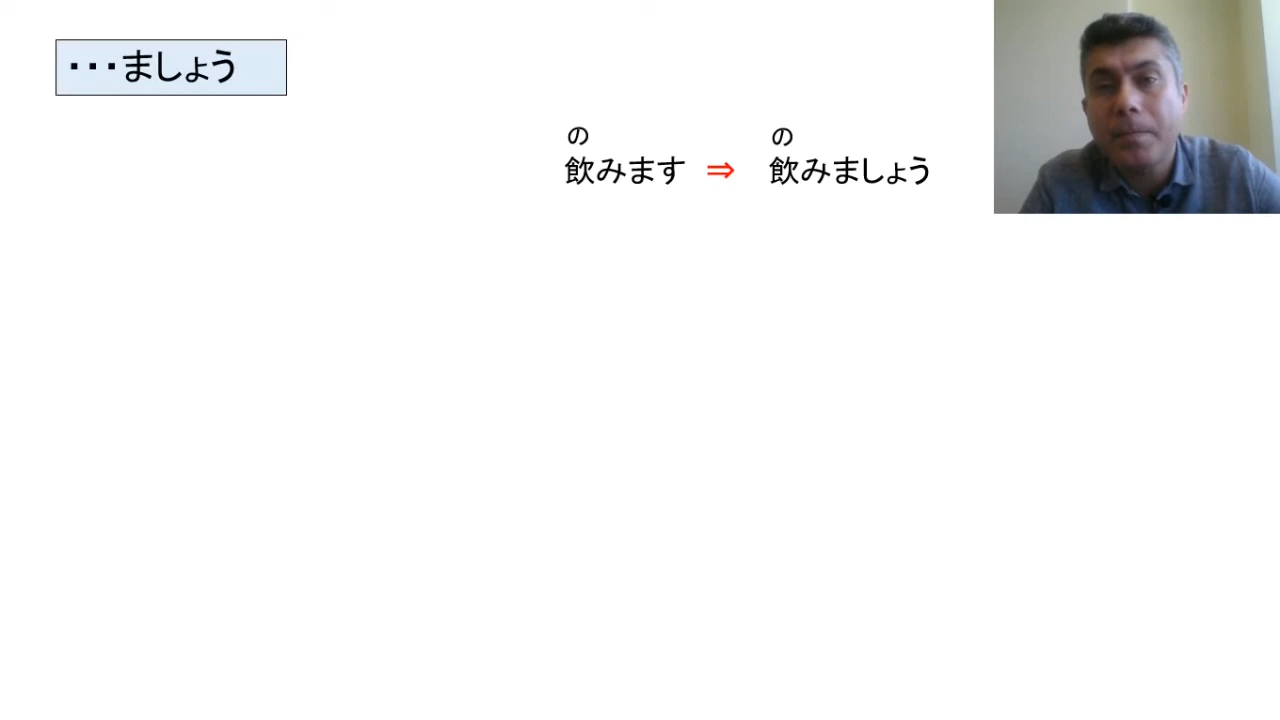 ・・・ましょう
の の
飲みます ⇒ 飲みましょう